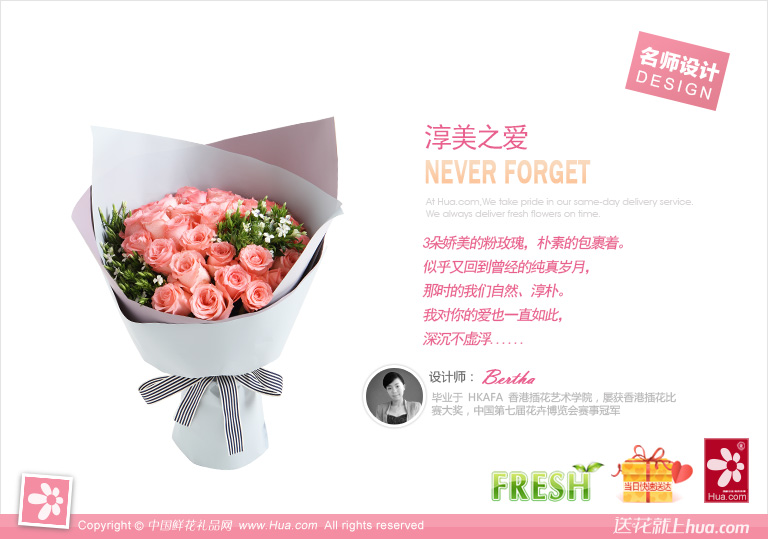 名师设计
DESIGN
淳美之爱
NEVER FORGET
At Hua.com,We take pride in our same-day dellvery service.
We always deliver fresh flowers on time.
3朵娇美的粉玫瑰，朴素的包裹着。
似乎又回到曾经的纯真岁月，
那时的我们自然、淳朴。
我对你的爱也一直如此，
深沉不虚浮......
设计师： Bertha
毕业于 HKAFA 香港插花艺术学院，屡获香港插花比
赛大奖，中国第七届花卉博览会赛事冠军
FRESH
当日快速送达
Hua.com
Copyright © 中国鲜花礼品网 www.Hua.com All rights reserved
送花就上hua.com